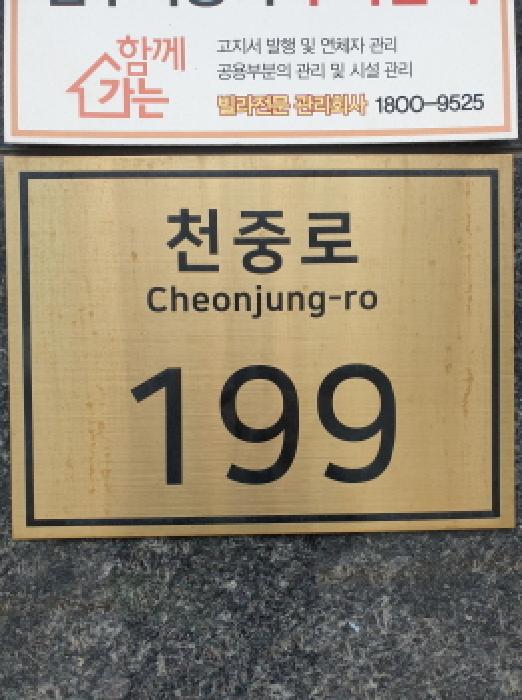 함께
가는
고지서 발행 및 연체자 관리
공용부분의 관리 및 시설 관리
빌라전문 관리회사 1800-9525
천중로
Cheonjung-ro
199